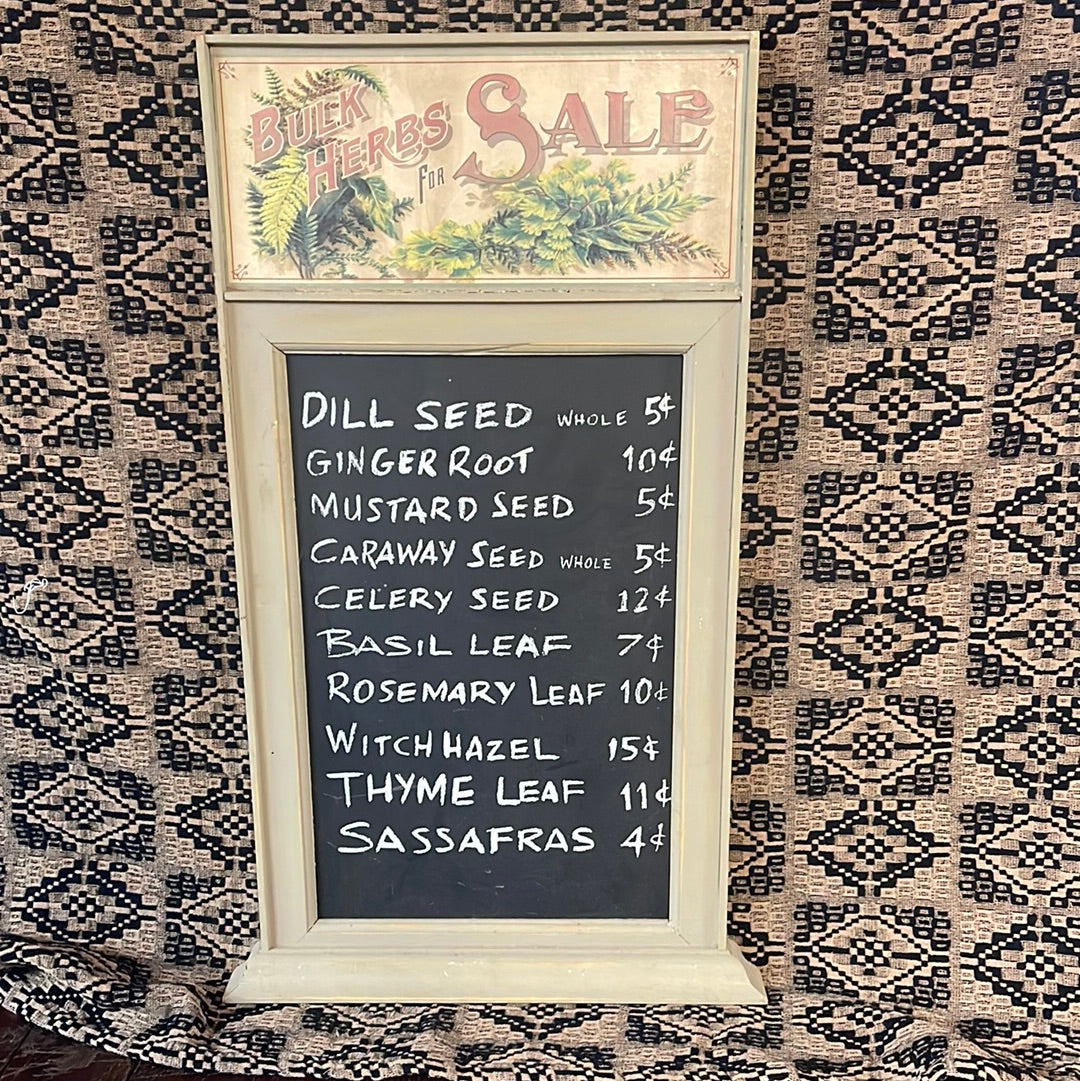 BULK
HERBS
FOR SALE
DILL SEED WHOLE 5¢
GINGER ROOT 10¢
MUSTARD SEED 5¢
CARAWAY SEED WHOLE 5¢
CELERY SEED 12¢
BASIL LEAF 7¢
ROSEMARY LEAF 10¢
WITCH HAZEL 15¢
THYME LEAF 11¢
SASSAFRAS 4¢